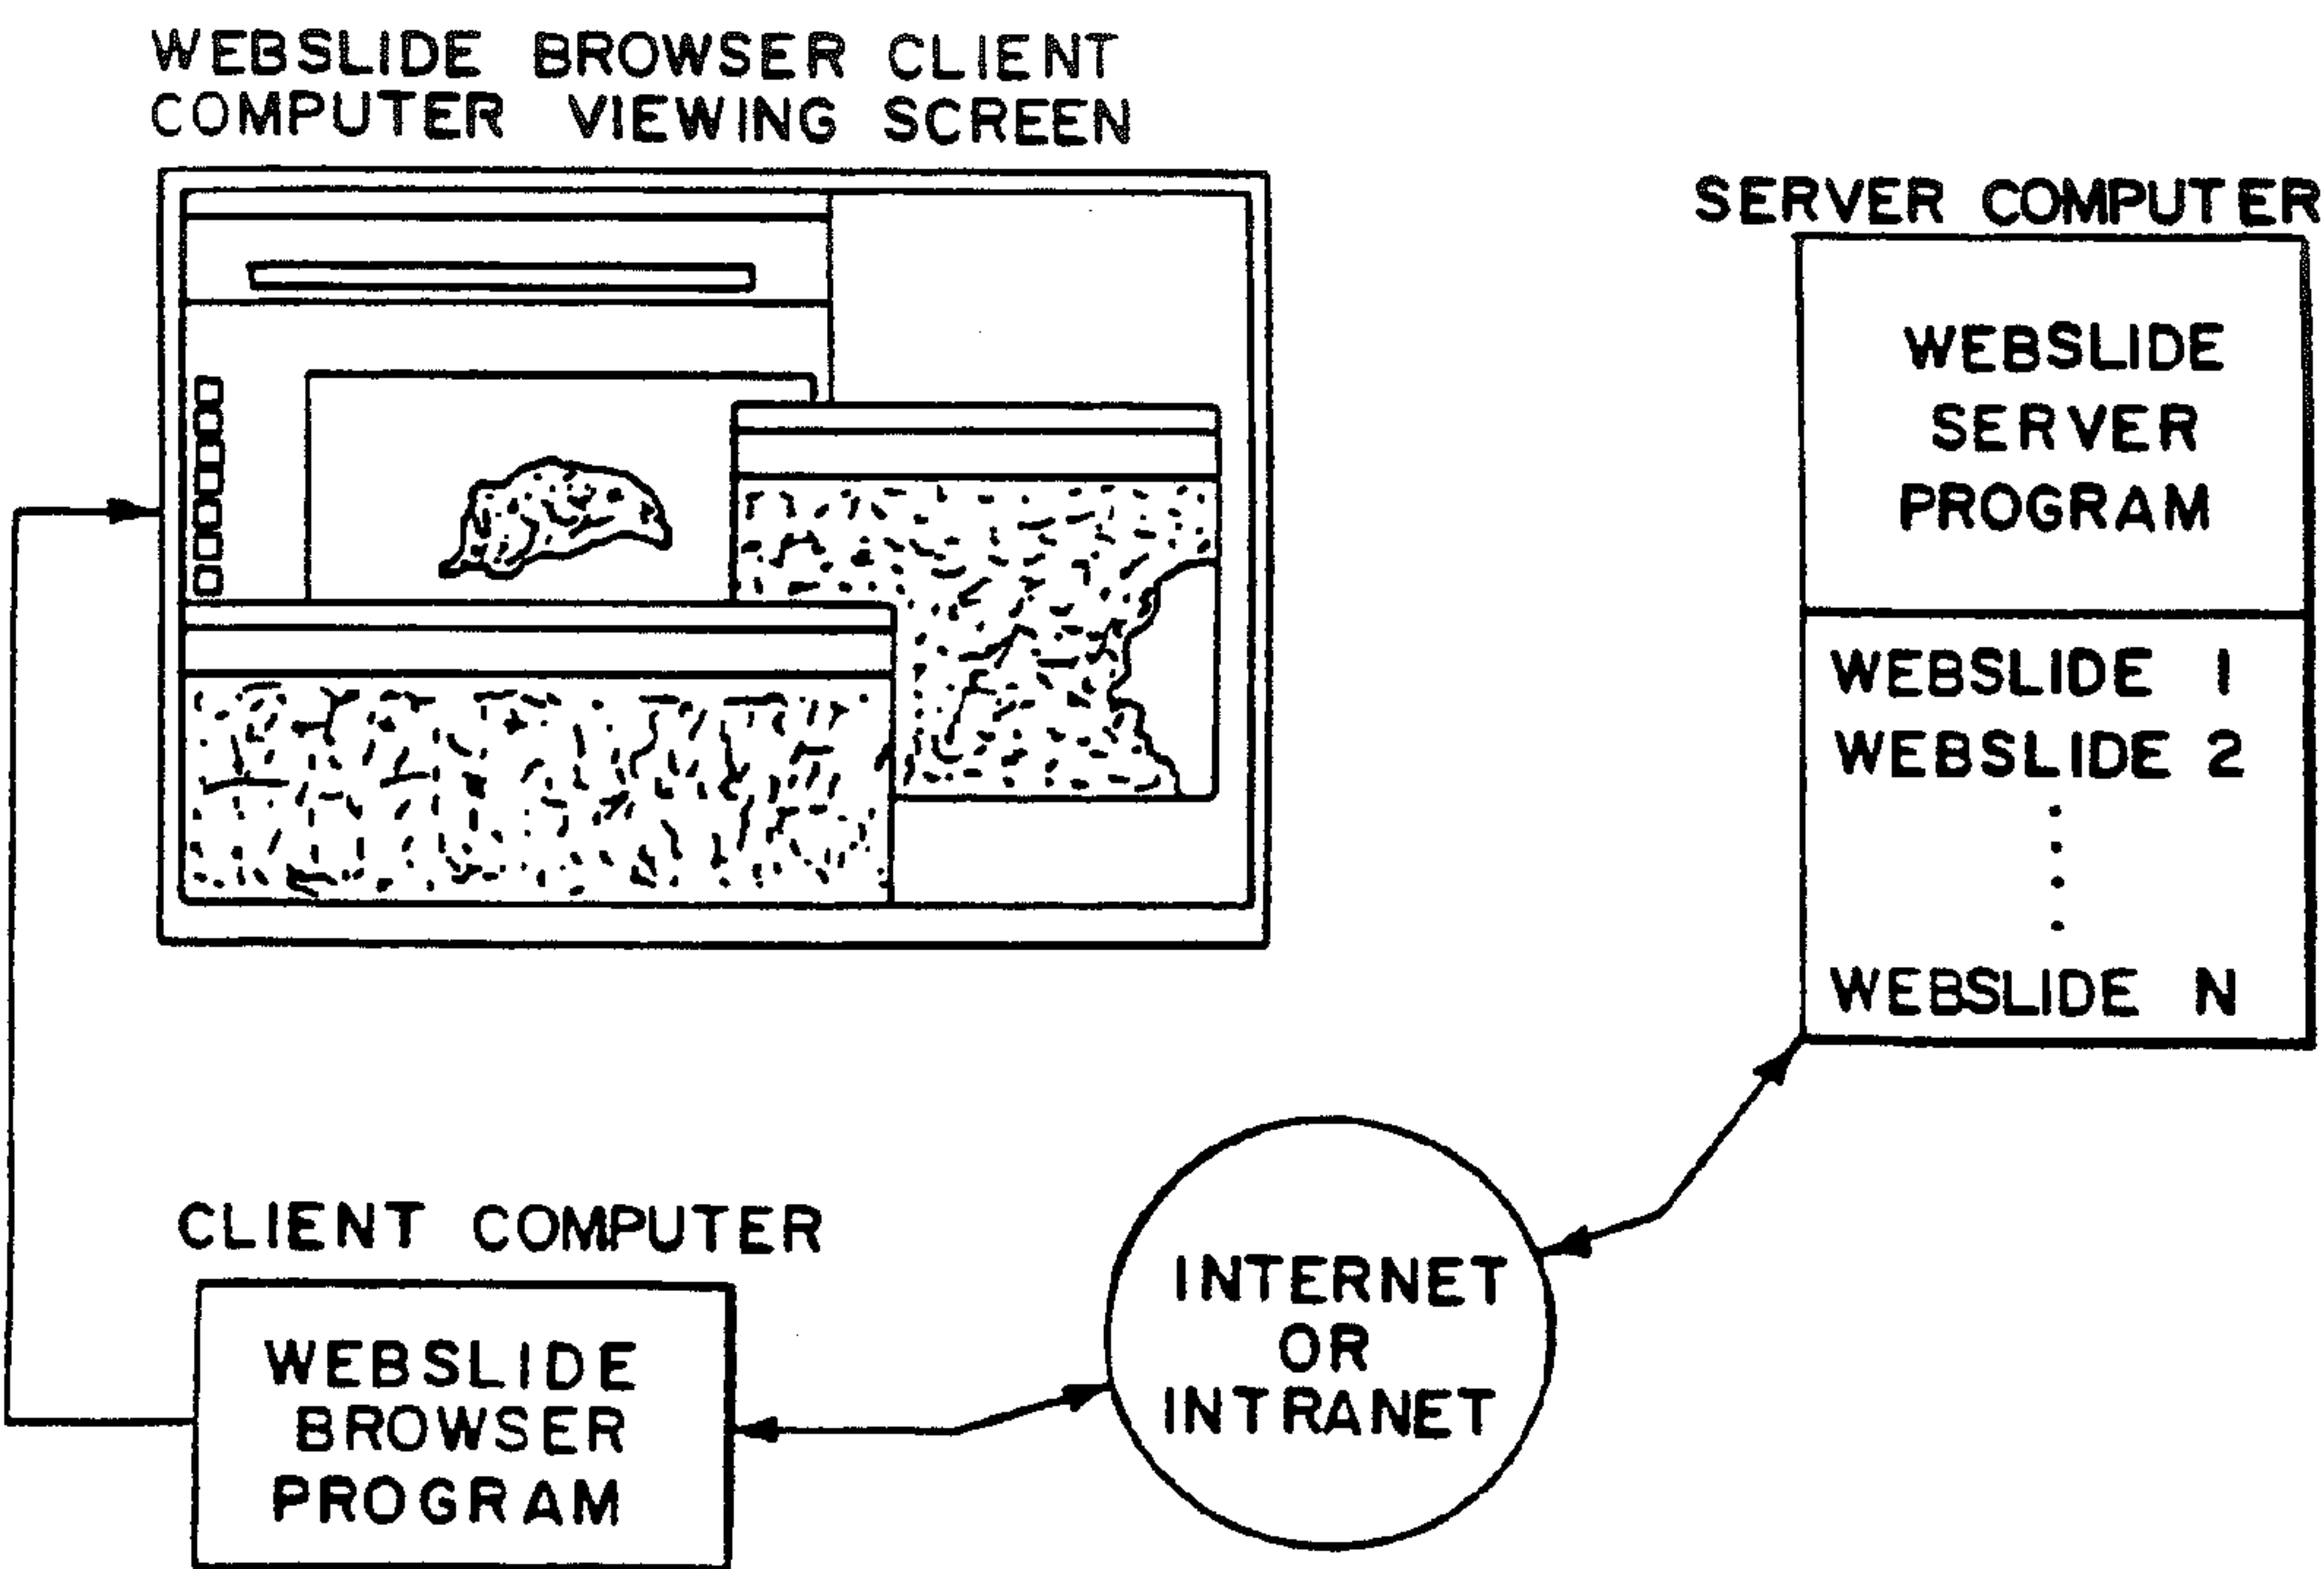 WEBSLIDE BROWSER CLIENT
COMPUTER VIEWING SCREEN
SERVER COMPUTER
WEBSLIDE
SERVER
PROGRAM
WEBSLIDE 1
WEBSLIDE 2
WEBSLIDE N
CLIENT COMPUTER
WEBSLIDE
BROWSER
PROGRAM
INTERNET
OR
INTRANET